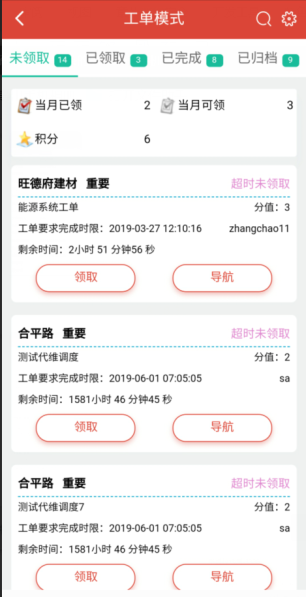 工单模式
未领取 14 已领取 3 已完成 8 已归档 9
当月已领 2 当月可领 3
积分 6
旺德府建材 重要 超时未领取
能源系统工单 分值：3
工单要求完成时限：2019-03-27 12:10:16 zhangchao11
剩余时间：2小时 51 分钟56 秒
领取 导航
合平路 重要 超时未领取
测试代维调度 分值：2
工单要求完成时限：2019-06-01 07:05:05 sa
剩余时间：1581小时 46 分钟45 秒
领取 导航
合平路 重要 超时未领取
测试代维调度7 分值：2
工单要求完成时限：2019-06-01 07:05:05 sa
剩余时间：1581小时 46 分钟45 秒
领取 导航